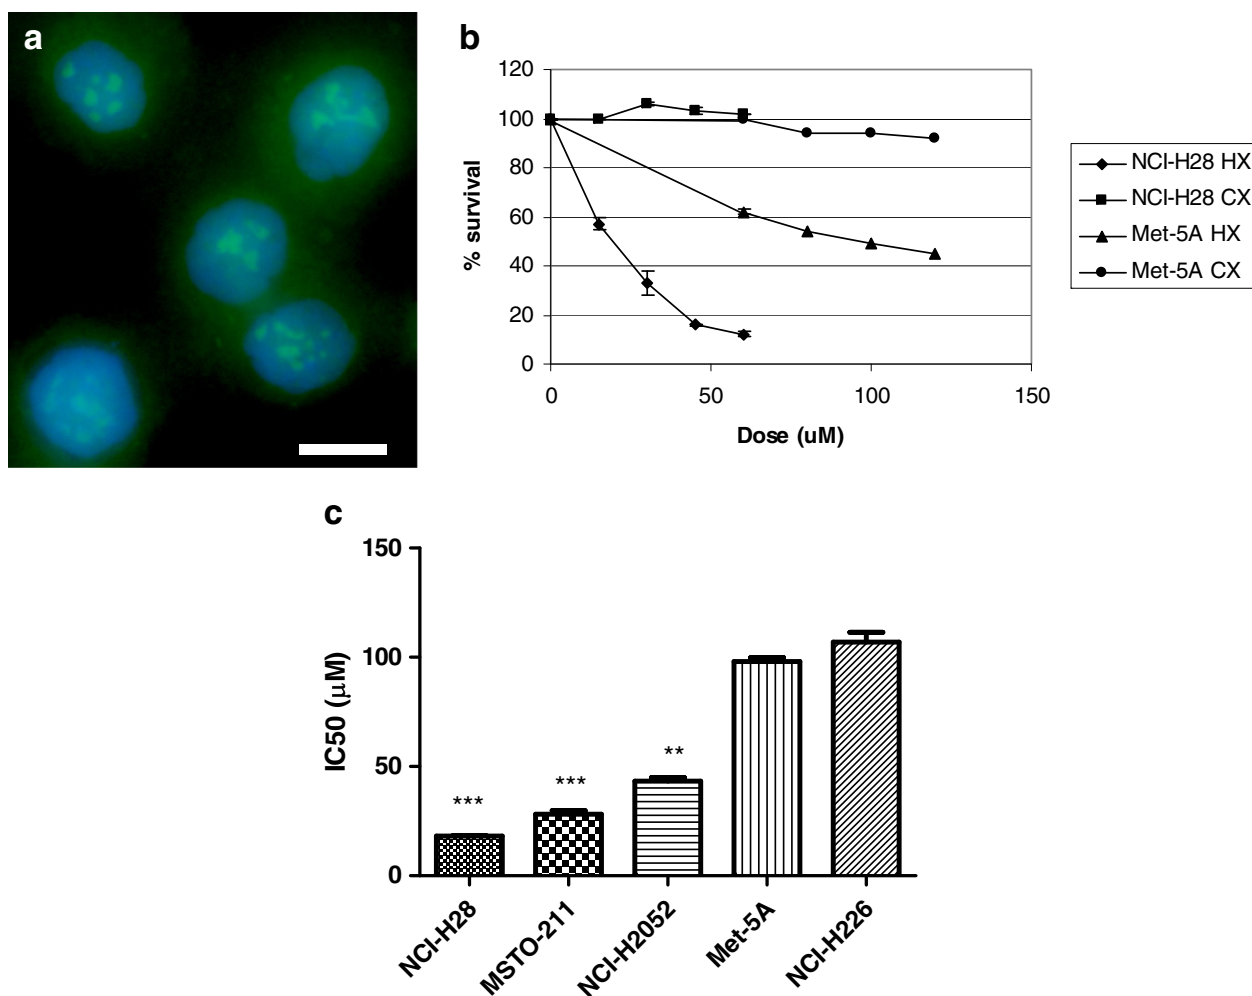 a
b
120
100
80
60
40
20
0
% survival
0 50 100 150
Dose (uM)
NCI-H28 HX
NCI-H28 CX
Met-5A HX
Met-5A CX
c
150
100
50
0
IC50 (μM)
***
***
**
NCI-H28
MSTO-211
NCI-H2052
Met-5A
NCI-H226